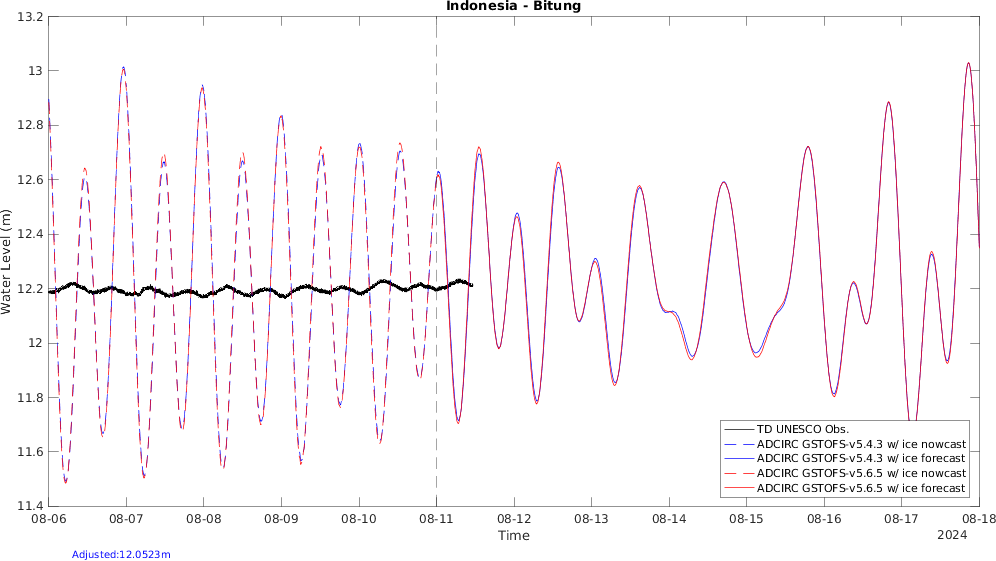 Indonesia - Bitung
13.2
13
12.8
12.6
12.4
12.2
12
11.8
11.6
11.4
Water Level (m)
08-06 08-07 08-08 08-09 08-10 08-11 08-12 08-13 08-14 08-15 08-16 08-17 08-18
Time
2024
TD UNESCO Obs.
ADCIRC GSTOFS-v5.4.3 w/ ice nowcast
ADCIRC GSTOFS-v5.4.3 w/ ice forecast
ADCIRC GSTOFS-v5.6.5 w/ ice nowcast
ADCIRC GSTOFS-v5.6.5 w/ ice forecast
Adjusted:12.0523m